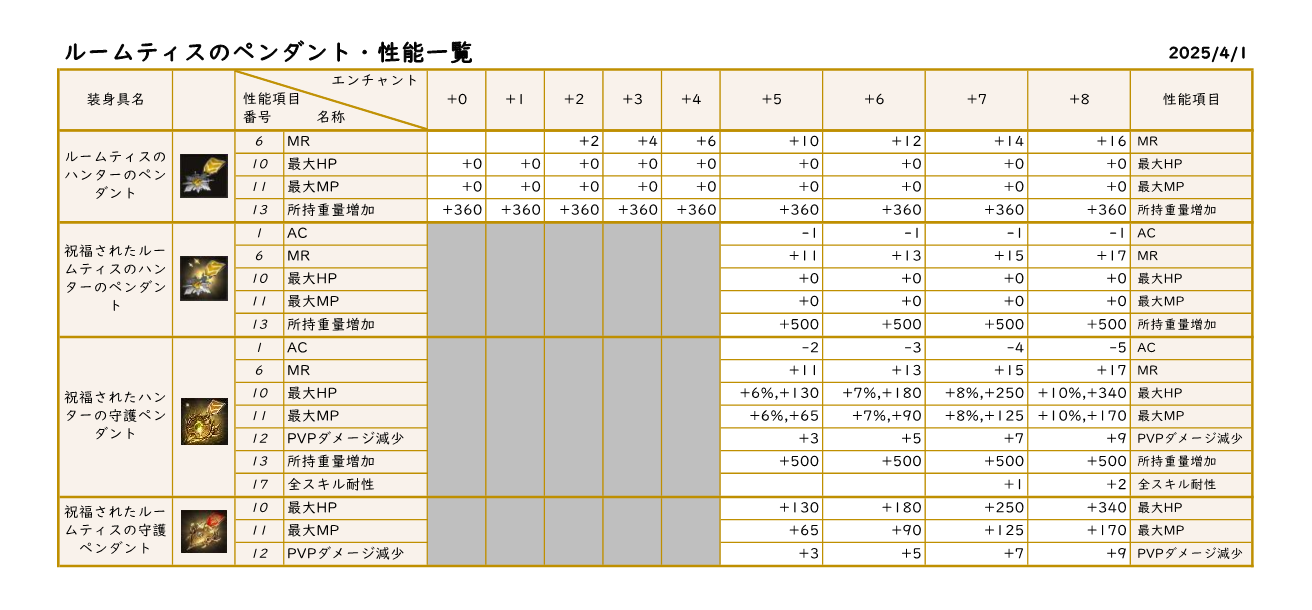 ルームティスのペンダント・性能一覧 2025/4/1
装身具名 エンチャント 性能項目 番号 名称 +0 +1 +2 +3 +4 +5 +6 +7 +8 性能項目
ルームティスの
ハンターのペン
ダント
6 MR +2 +4 +6 +10 +12 +14 +16 MR
10 最大HP +0 +0 +0 +0 +0 +0 +0 +0 +0 最大HP
11 最大MP +0 +0 +0 +0 +0 +0 +0 +0 +0 最大MP
13 所持重量増加 +360 +360 +360 +360 +360 +360 +360 +360 +360 所持重量増加
祝福されたルー
ムティスのハン
ターのペンダン
ト
1 AC -1 -1 -1 -1 AC
6 MR +11 +13 +15 +17 MR
10 最大HP +0 +0 +0 +0 最大HP
11 最大MP +0 +0 +0 +0 最大MP
13 所持重量増加 +500 +500 +500 +500 所持重量増加
祝福されたハン
ターの守護ペン
ダント
1 AC -2 -3 -4 -5 AC
6 MR +11 +13 +15 +17 MR
10 最大HP +6%,+130 +7%,+180 +8%,+250 +10%,+340 最大HP
11 最大MP +6%,+65 +7%,+90 +8%,+125 +10%,+170 最大MP
12 PVPダメージ減少 +3 +5 +7 +9 PVPダメージ減少
13 所持重量増加 +500 +500 +500 +500 所持重量増加
17 全スキル耐性 +1 +2 全スキル耐性
祝福されたルー
ムティスの守護
ペンダント
10 最大HP +130 +180 +250 +340 最大HP
11 最大MP +65 +90 +125 +170 最大MP
12 PVPダメージ減少 +3 +5 +7 +9 PVPダメージ減少